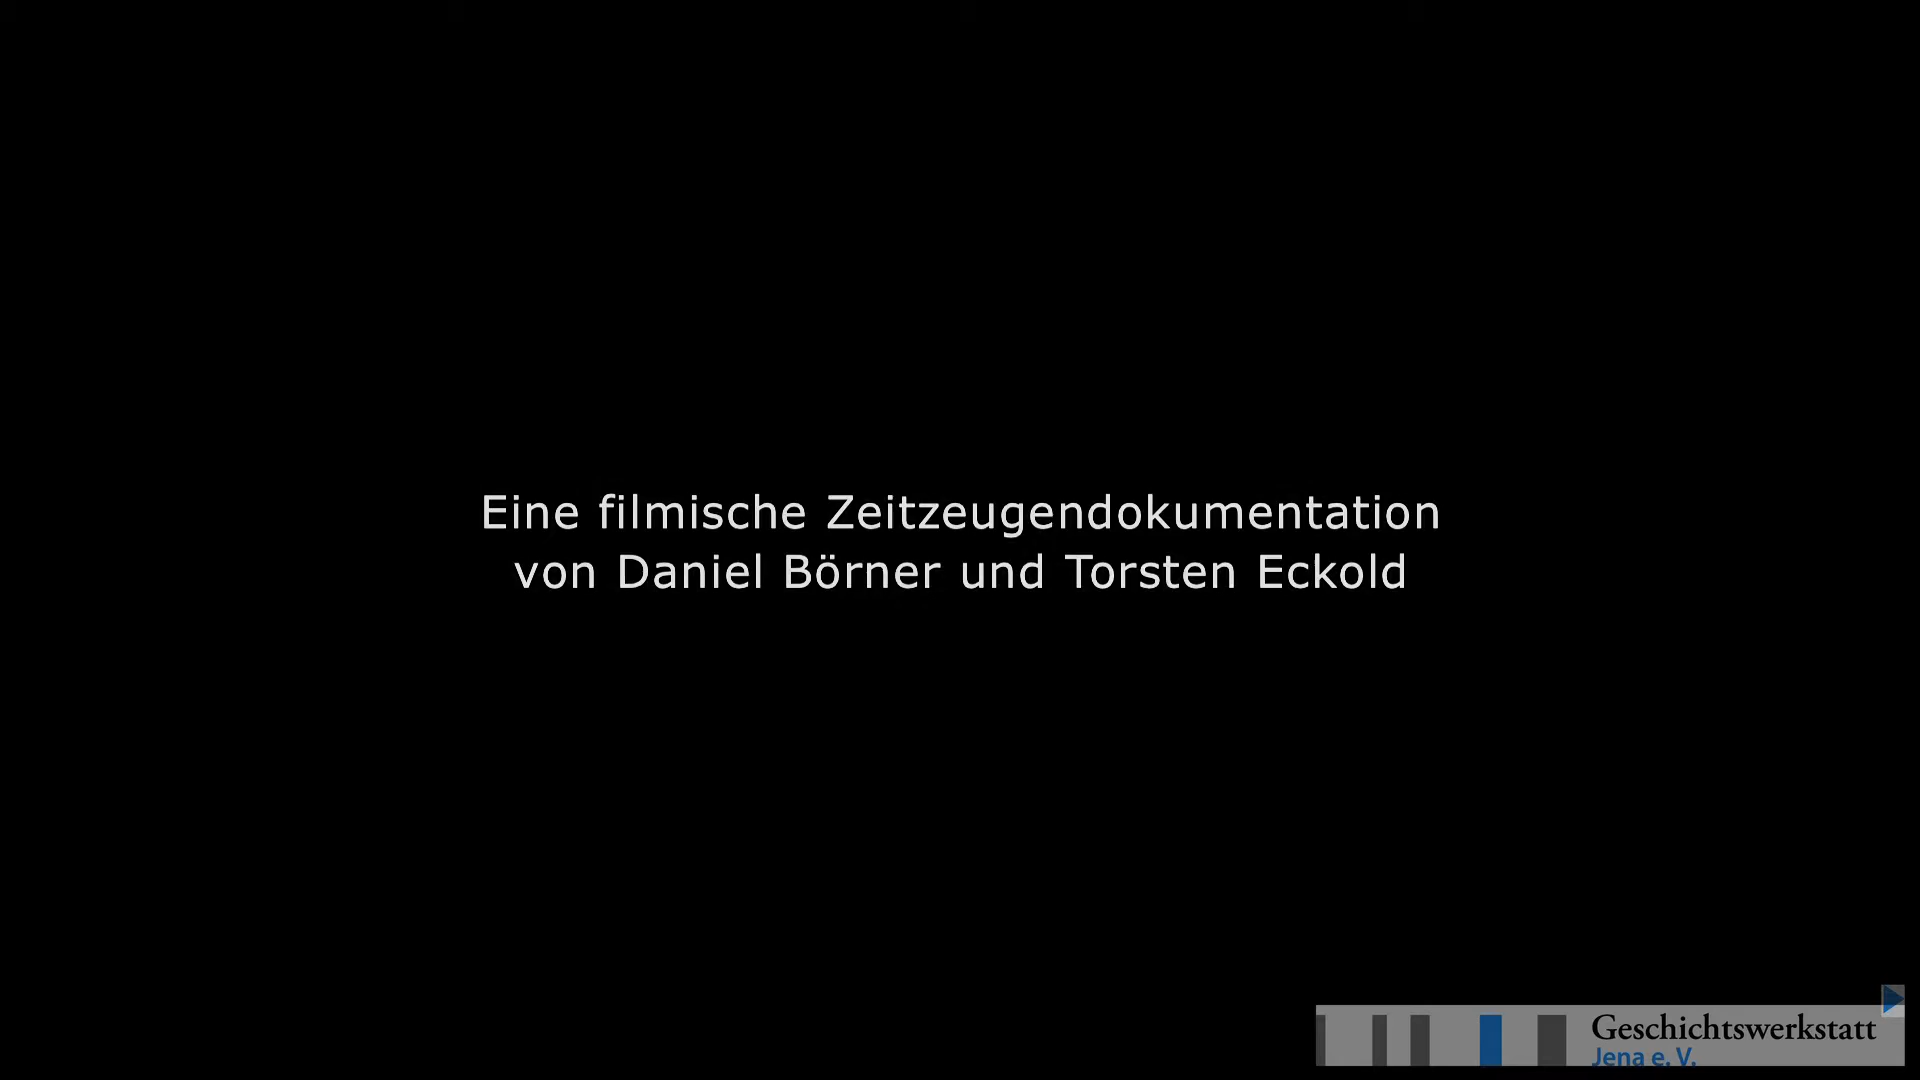 Eine filmische Zeitzeugendokumentation
von Daniel Börner und Torsten Eckold
Geschichtswerkstatt
Jena e. V.